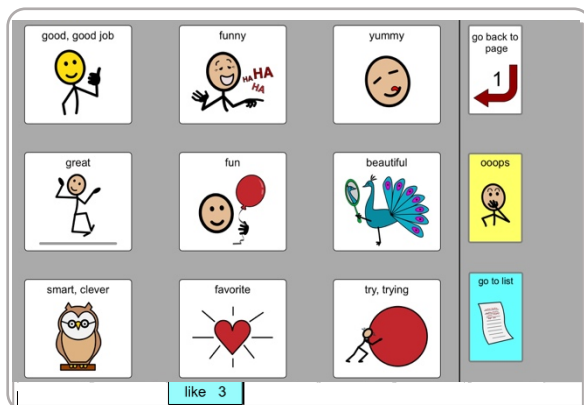 good, good job
funny
yummy
go back to
page
1
HA HA
HA
great
fun
beautiful
ooops
smart, clever
favorite
try, trying
go to list
like 3